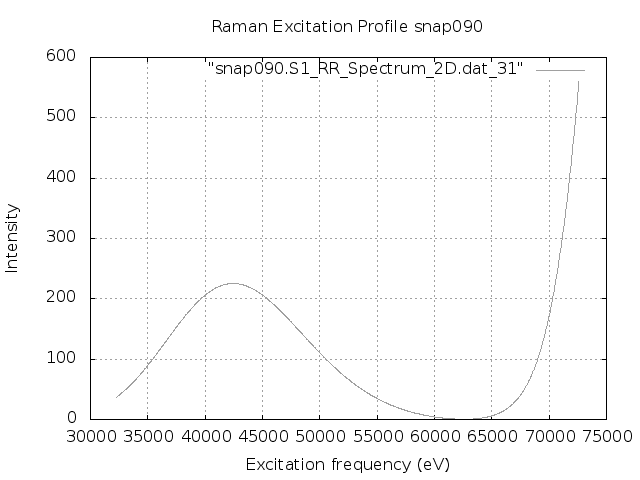 Raman Excitation Profile snap090
"snap090.S1_RR_Spectrum_2D.dat_31"
600
500
400
300
200
100
0
Intensity
30000 35000 40000 45000 50000 55000 60000 65000 70000 75000
Excitation frequency (eV)